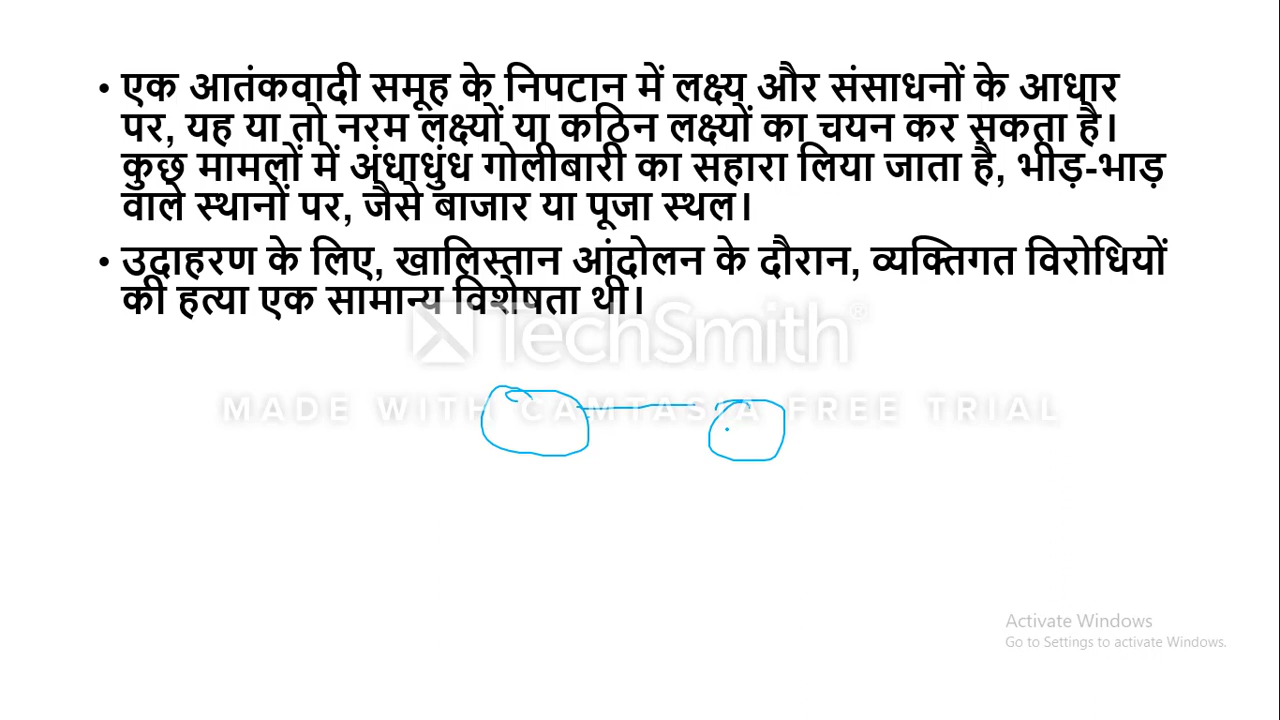 • एक आतंकवादी समूह के निपटान में लक्ष्य और संसाधनों के आधार
पर, यह या तो नरम लक्ष्यों या कठिन लक्ष्यों का चयन कर सकता है।
कुछ मामलों में अंधाधुंध गोलीबारी का सहारा लिया जाता है, भीड़-भाड़
वाले स्थानों पर, जैसे बाजार या पूजा स्थल।
• उदाहरण के लिए, खालिस्तान आंदोलन के दौरान, व्यक्तिगत विरोधियों
की हत्या एक सामान्य विशेषता थी।
TechSmith®
MADE WITH CAMTASIA FREE TRIAL
Activate Windows
Go to Settings to activate Windows.